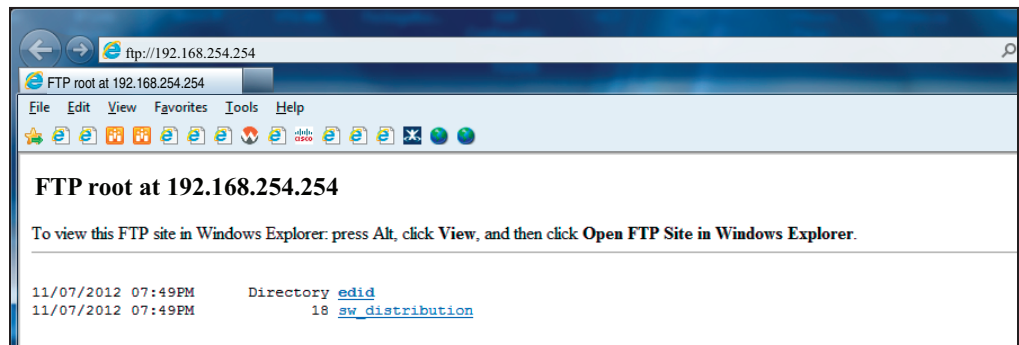 ftp://192.168.254.254
FTP root at 192.168.254.254
File Edit View Favorites Tools Help
cisco
FTP root at 192.168.254.254
To view this FTP site in Windows Explorer: press Alt, click View, and then click Open FTP Site in Windows Explorer.
11/07/2012 07:49PM Directory edid
11/07/2012 07:49PM 18 sw_distribution